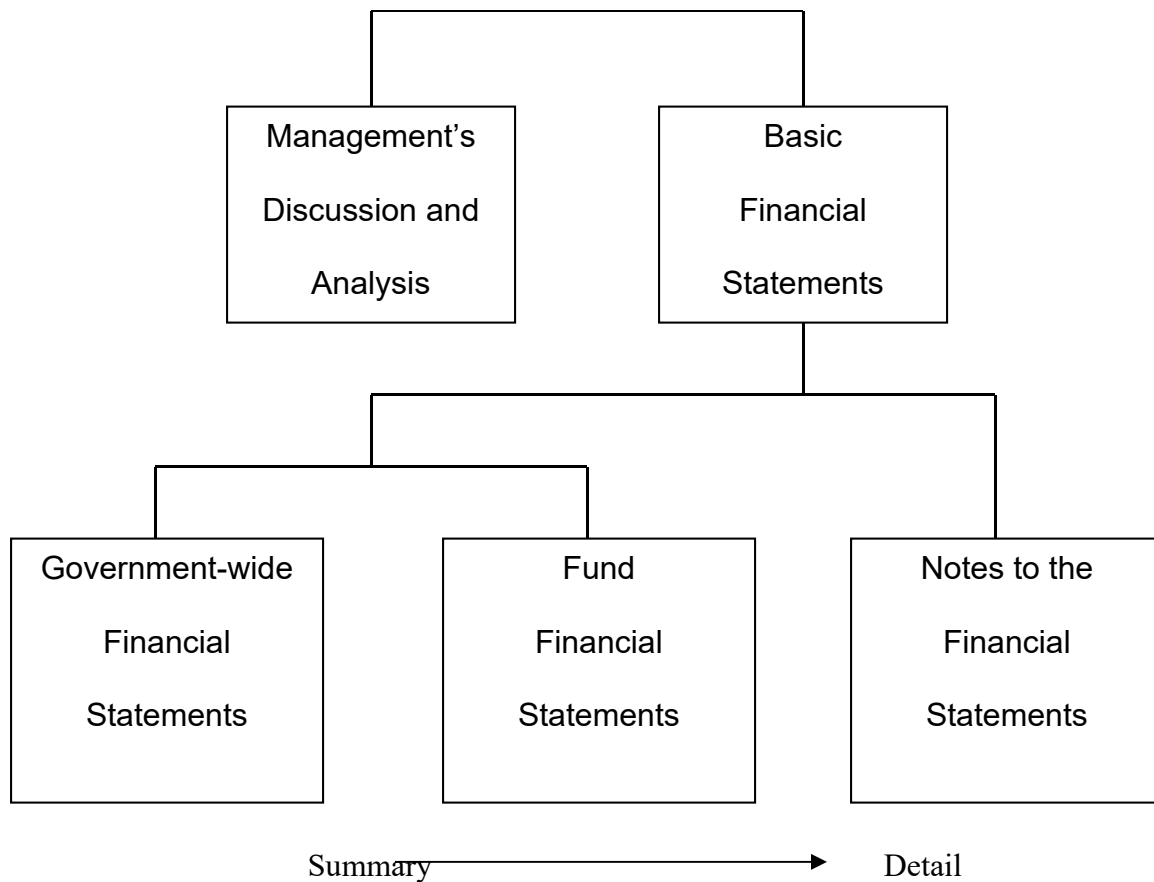 Management’s
Discussion and
Analysis
Basic
Financial
Statements
Government-wide
Financial
Statements
Fund
Financial
Statements
Notes to the
Financial
Statements
Summary
Detail